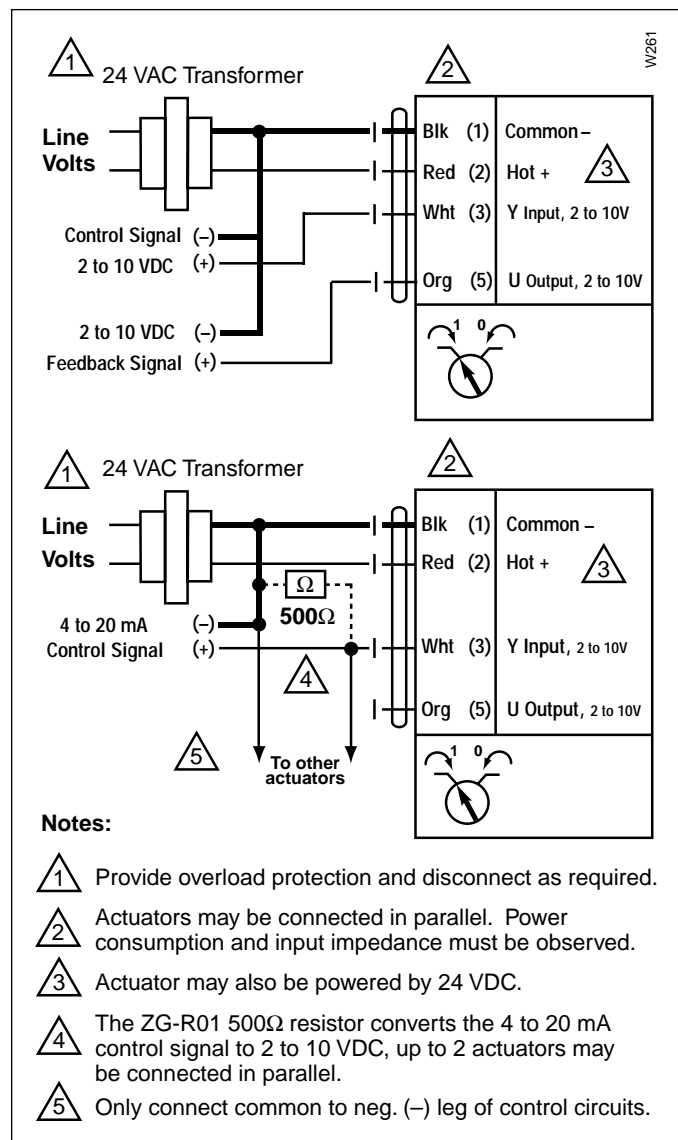 W261
1 24 VAC Transformer 2
Line Volts
Blk (1) Common –
Red (2) Hot + 3
Wht (3) Y Input, 2 to 10V
Control Signal (–)
2 to 10 VDC (+)
Org (5) U Output, 2 to 10V
2 to 10 VDC (–)
Feedback Signal (+)
1 0
1 24 VAC Transformer 2
Line Volts
Blk (1) Common –
Red (2) Hot + 3
Ω
500Ω
4 to 20 mA (–)
Control Signal (+)
Wht (3) Y Input, 2 to 10V
4
Org (5) U Output, 2 to 10V
5 To other
actuators
1 0
Notes:
1 Provide overload protection and disconnect as required.
2 Actuators may be connected in parallel. Power
consumption and input impedance must be observed.
3 Actuator may also be powered by 24 VDC.
4 The ZG-R01 500Ω resistor converts the 4 to 20 mA
control signal to 2 to 10 VDC, up to 2 actuators may
be connected in parallel.
5 Only connect common to neg. (–) leg of control circuits.